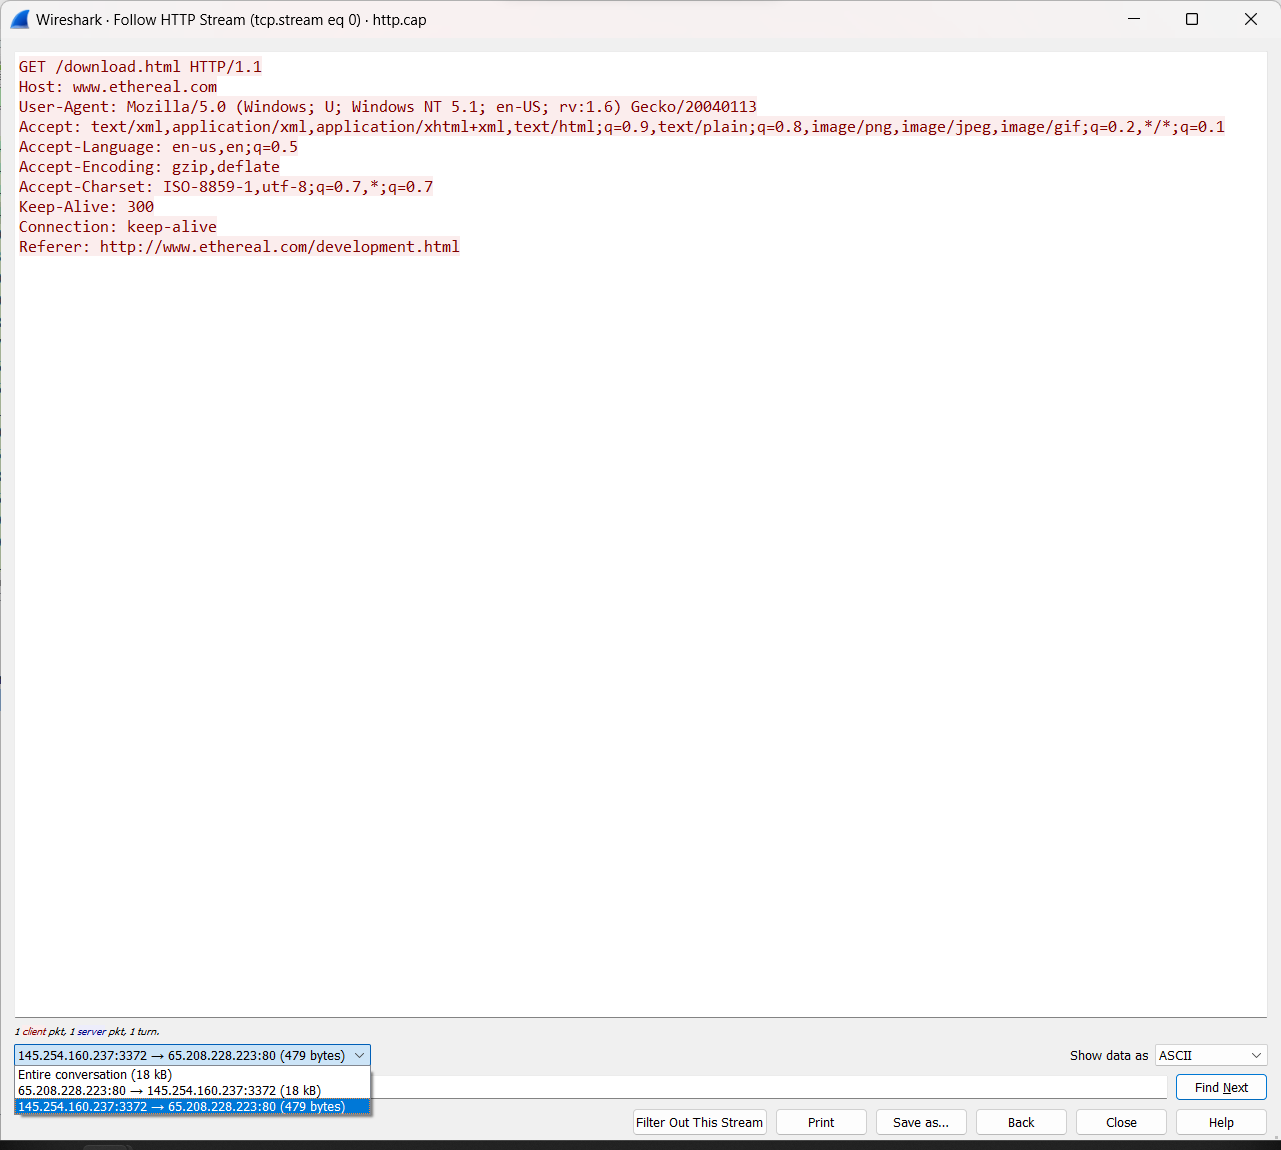 Wireshark · Follow HTTP Stream (tcp.stream eq 0) · http.cap
GET /download.html HTTP/1.1
Host: www.ethereal.com
User-Agent: Mozilla/5.0 (Windows; U; Windows NT 5.1; en-US; rv:1.6) Gecko/20040113
Accept: text/xml,application/xml,application/xhtml+xml,text/html;q=0.9,text/plain;q=0.8,image/png,image/jpeg,image/gif;q=0.2,*/*;q=0.1
Accept-Language: en-us,en;q=0.5
Accept-Encoding: gzip,deflate
Accept-Charset: ISO-8859-1,utf-8;q=0.7,*;q=0.7
Keep-Alive: 300
Connection: keep-alive
Referer: http://www.ethereal.com/development.html
1 client pkt, 1 server pkt, 1 turn.
145.254.160.237:3372 → 65.208.228.223:80 (479 bytes)
Show data as ASCII
Entire conversation (18 kB)
65.208.228.223:80 → 145.254.160.237:3372 (18 kB)
145.254.160.237:3372 → 65.208.228.223:80 (479 bytes)
Find Next
Filter Out This Stream
Print
Save as...
Back
Close
Help